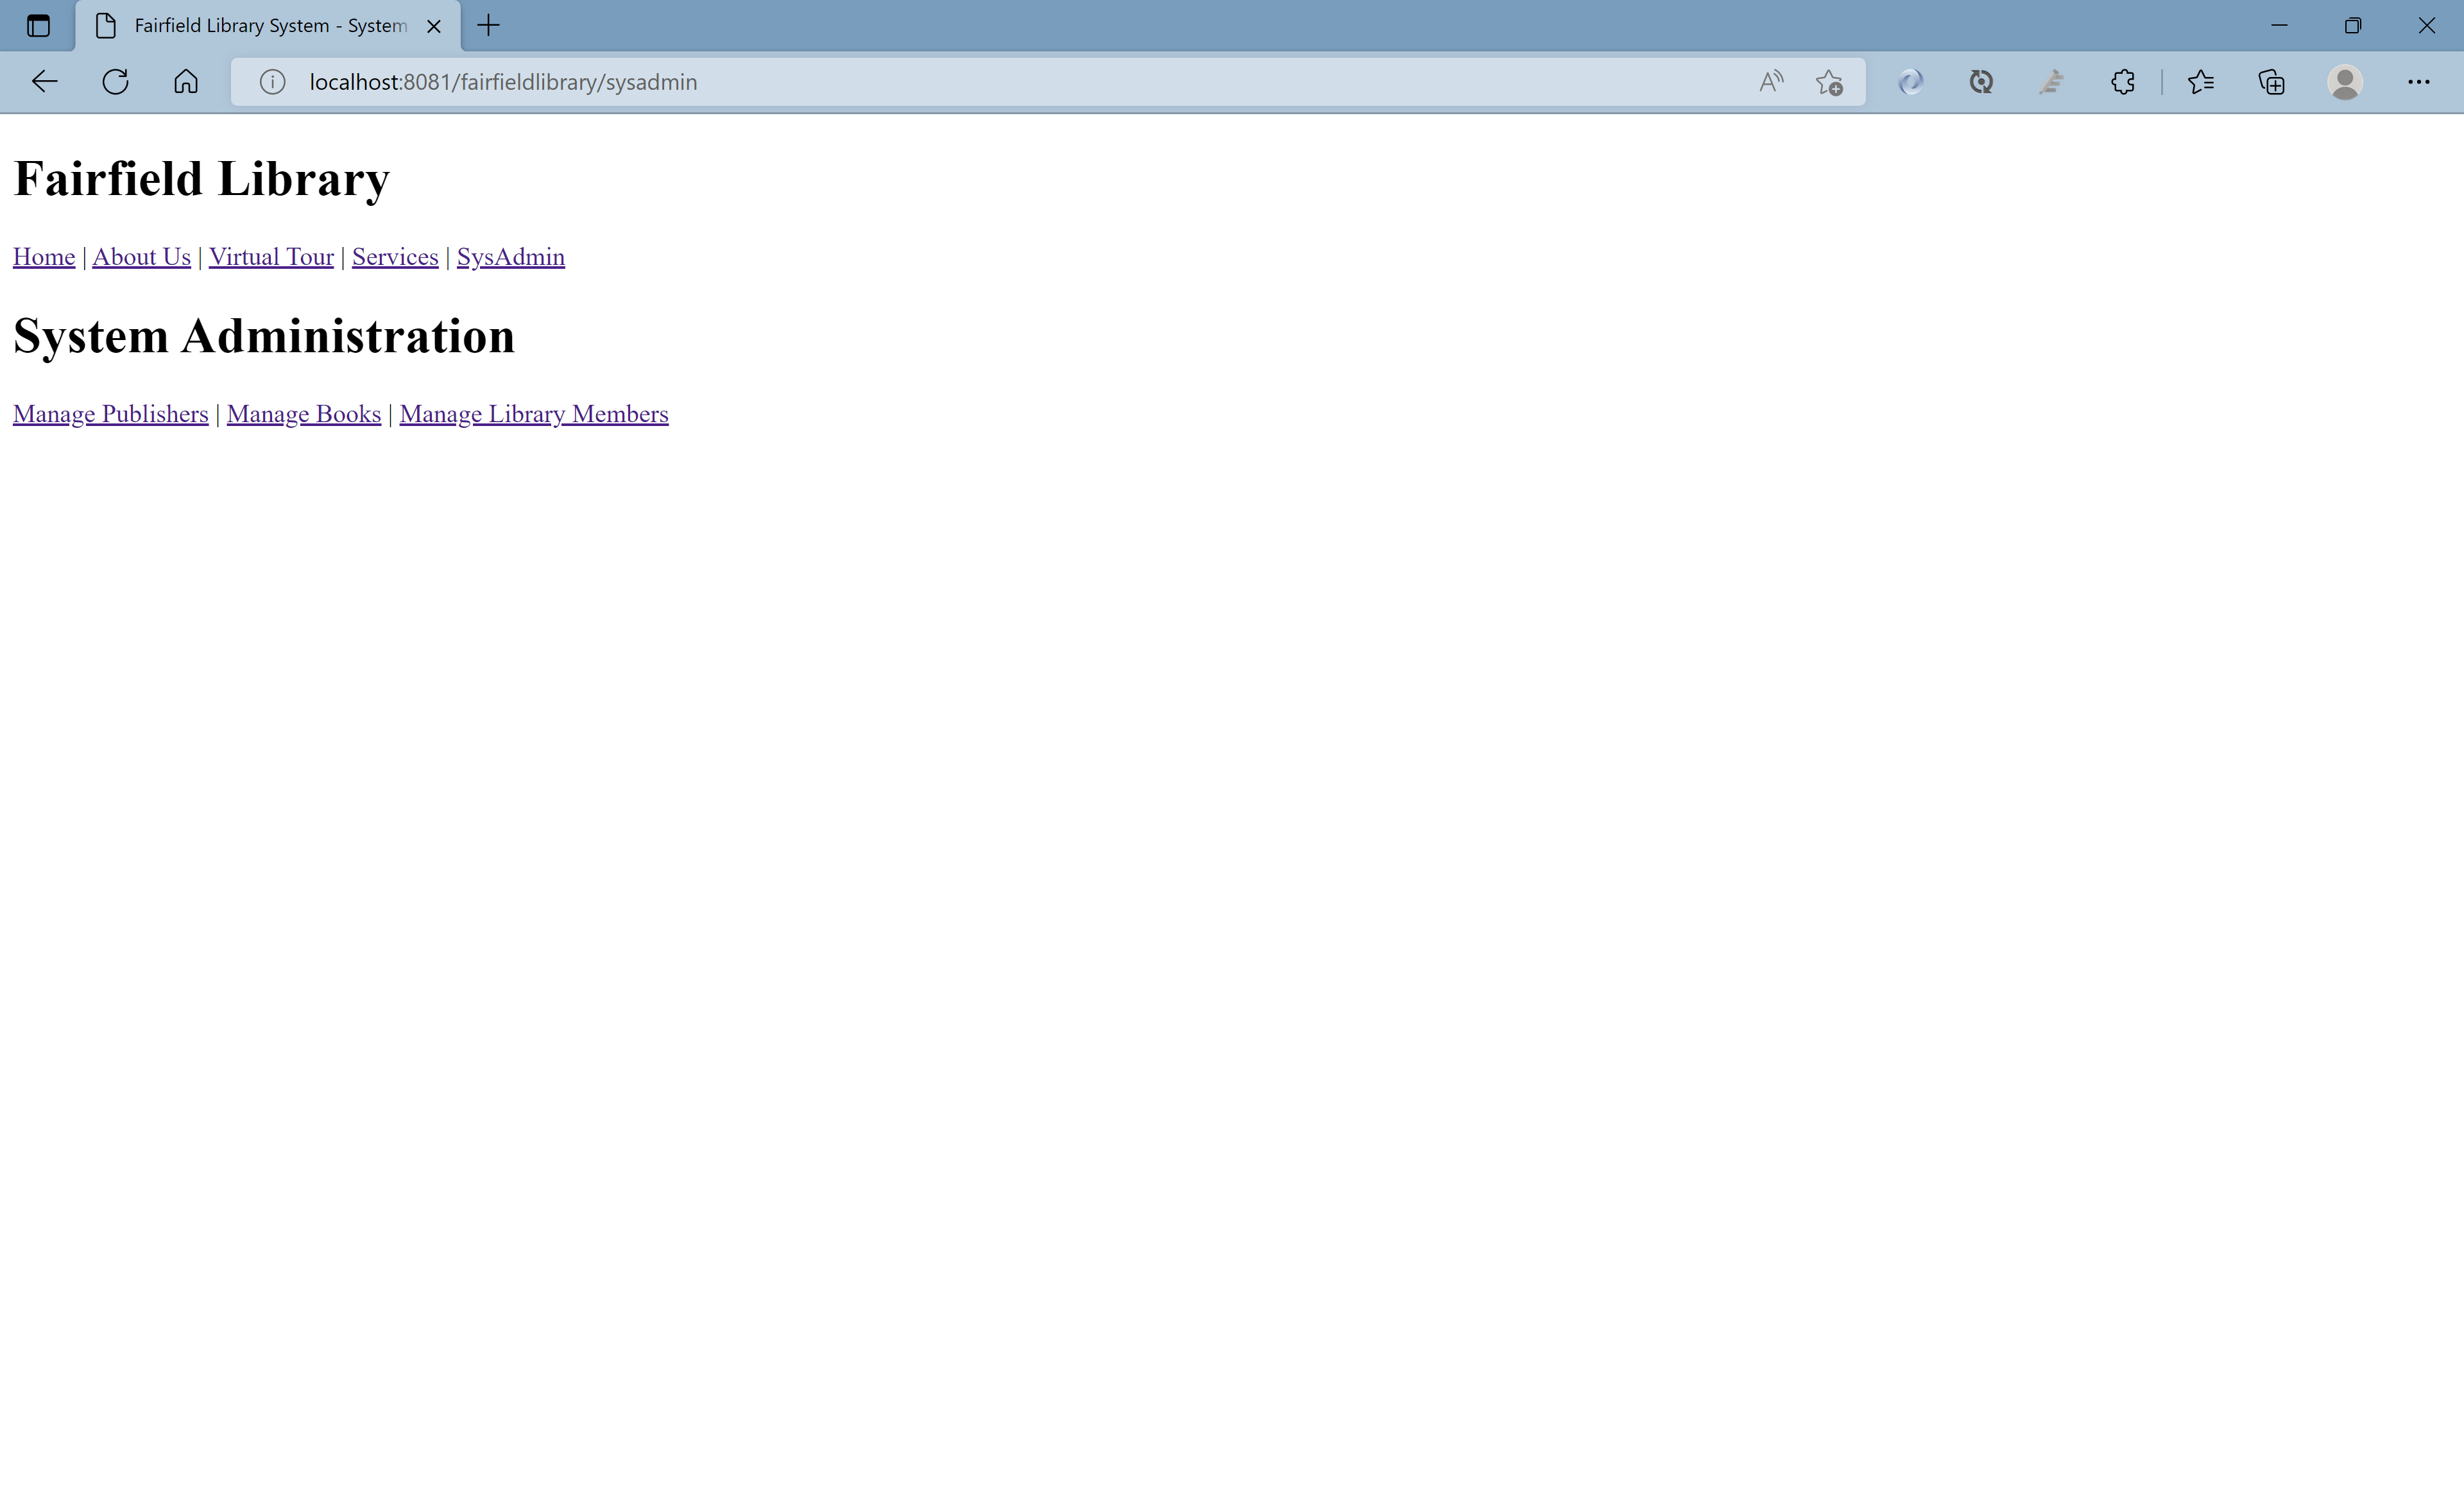 Fairfield Library System - System
localhost:8081/fairfieldlibrary/sysadmin
Fairfield Library
Home | About Us | Virtual Tour | Services | SysAdmin
System Administration
Manage Publishers | Manage Books | Manage Library Members